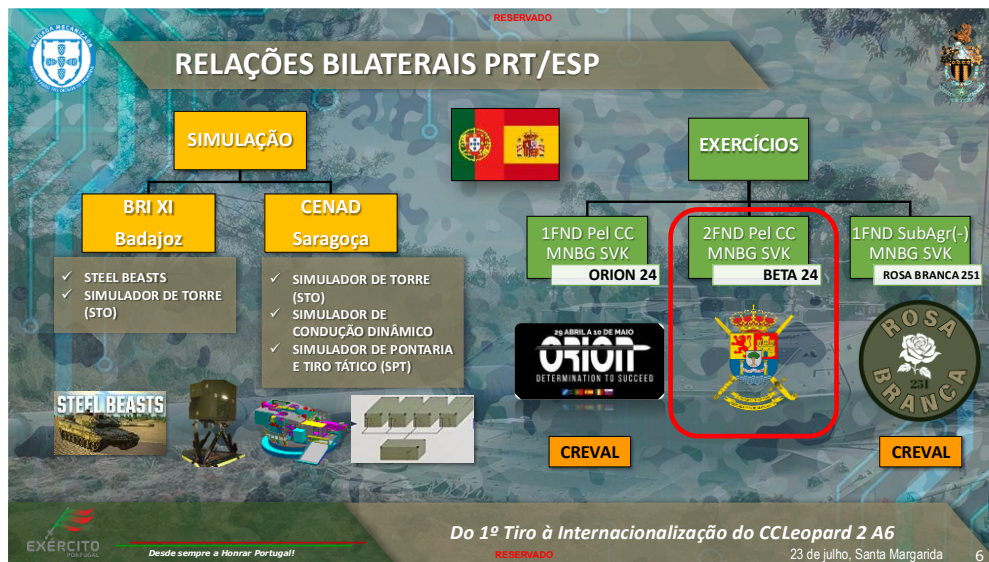 RESERVADO
BRIGADA MECANIZADA
RELAÇÕES BILATERAIS PRT/ESP
SIMULAÇÃO
EXERCÍCIOS
BRI XI
Badajoz
CENAD
Saragoça
1FND Pel CC
MNBG SVK
ORION 24
2FND Pel CC
MNBG SVK
BETA 24
1FND SubAgr(-)
MNBG SVK
ROSA BRANCA 251
✓ STEEL BEASTS
✓ SIMULADOR DE TORRE
(STO)
✓ SIMULADOR DE TORRE
(STO)
✓ SIMULADOR DE
CONDUÇÃO DINÂMICO
✓ SIMULADOR DE PONTARIA
E TIRO TÁTICO (SPT)
29 ABRIL A 10 DE MAIO
ORION
DETERMINATION TO SUCCEED
ROSA
251
BRANCA
STEEL BEASTS
CREVAL
CREVAL
EXÉRCITO
PORTUGAL
Desde sempre a Honrar Portugal!
Do 1º Tiro à Internacionalização do CCLeopard 2 A6
RESERVADO
23 de julho, Santa Margarida
6